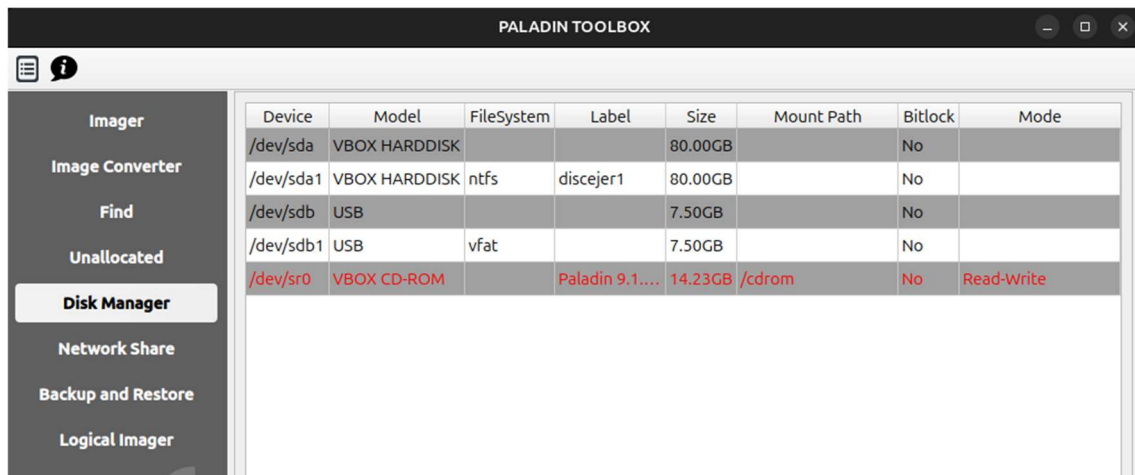 PALADIN TOOLBOX
Imager
Image Converter
Find
Unallocated
Disk Manager
Network Share
Backup and Restore
Logical Imager
Device Model FileSystem Label Size Mount Path Bitlock Mode
/dev/sda VBOX HARDDISK 80.00GB No
/dev/sda1 VBOX HARDDISK ntfs discejer1 80.00GB No
/dev/sdb USB 7.50GB No
/dev/sdb1 USB vfat 7.50GB No
/dev/sr0 VBOX CD-ROM Paladin 9.1.... 14.23GB /cdrom No Read-Write